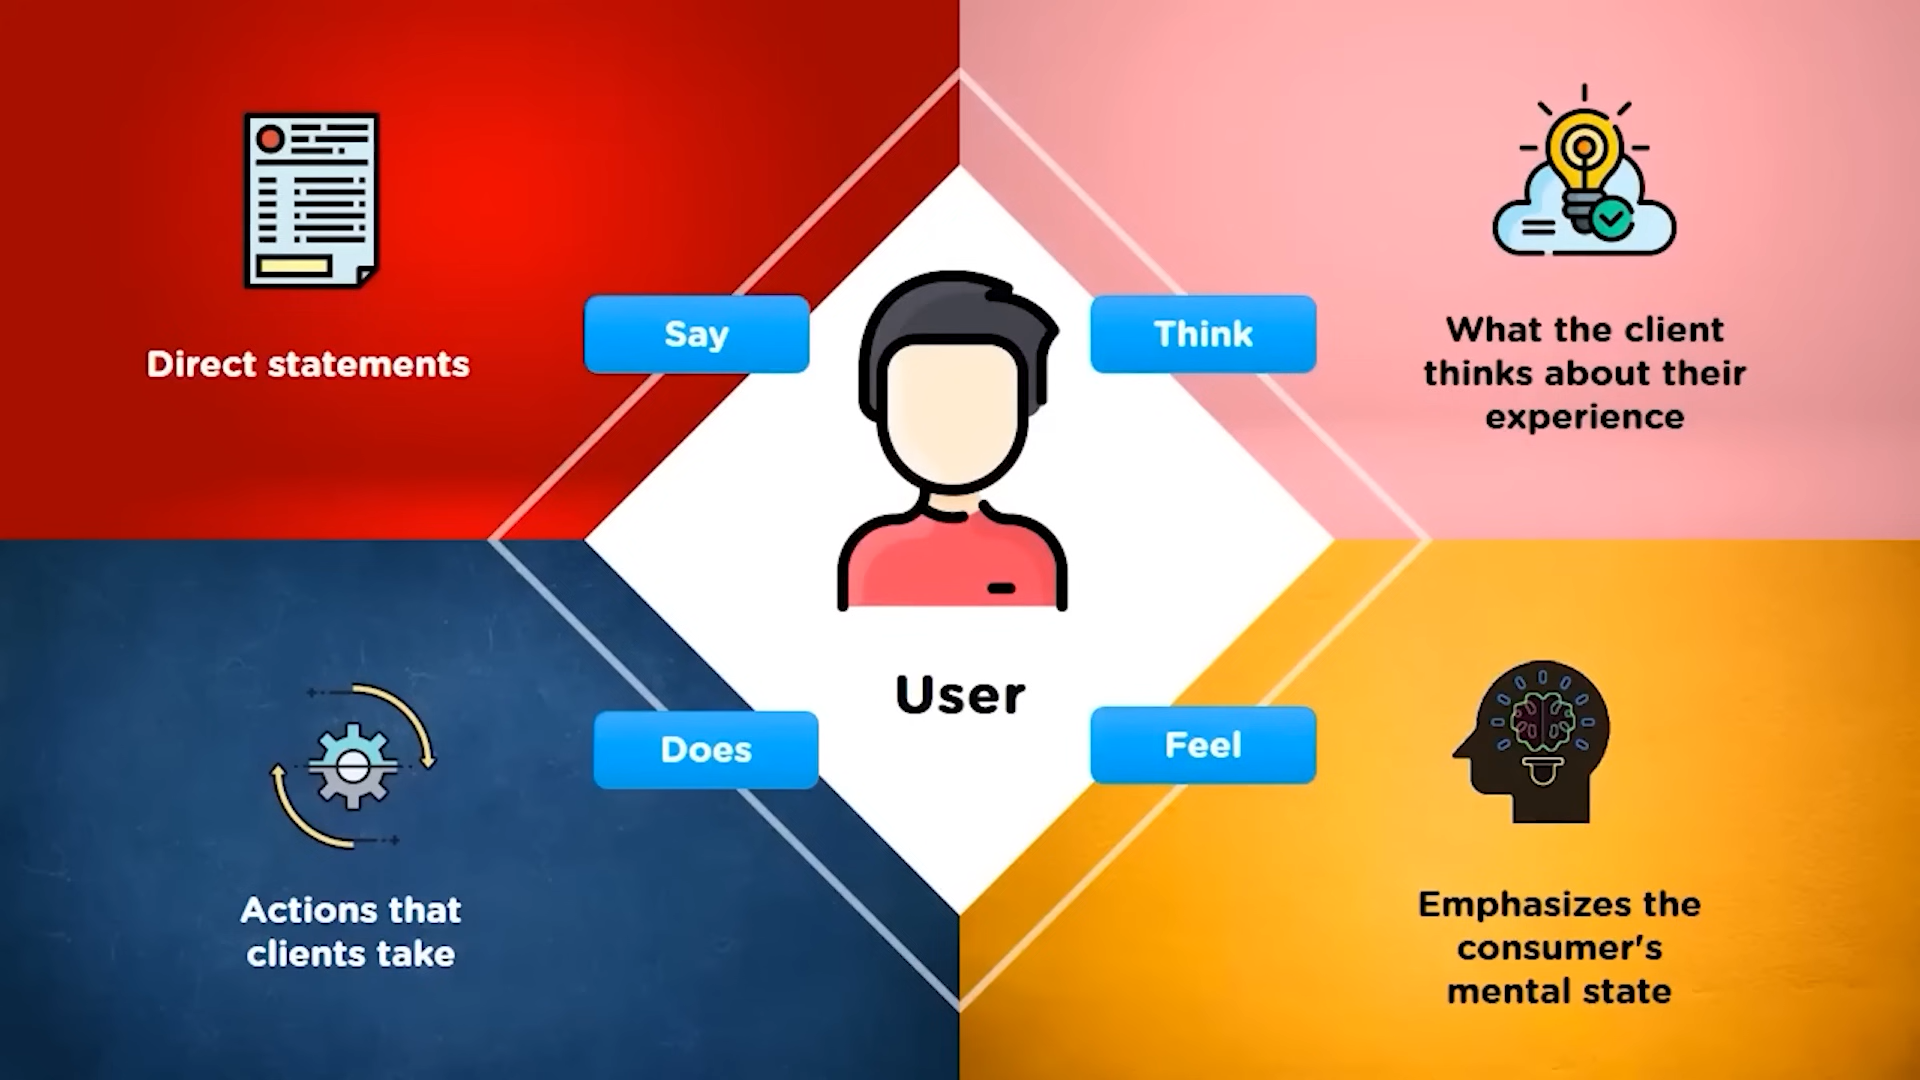 Say
Direct statements
Think
What the client
thinks about their
experience
User
Does
Actions that
clients take
Feel
Emphasizes the
consumer's
mental state